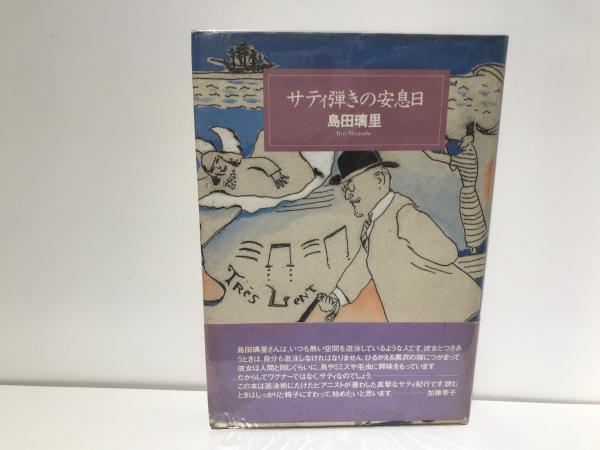 サティ弾きの安息日
島田璃里
Riri Shimada
TRÈS LENT
島田璃里さんは、いつも熱い空間を遊泳しているような人です。彼女とつきあ
うときは、自分も遊泳しなければなりません。ひるがえる黒衣の端につかまって。
彼女は人間と同じくらいに、鳥やミミズや毛虫に興味をもっています。
だからしてワグナーではなく、サティなのでしょう。
この本は遊泳術にたけたピアニストが著わした真摯なサティ紀行です。読む
ときはしっかりと椅子にすわって、始めたいと思います。
加藤幸子